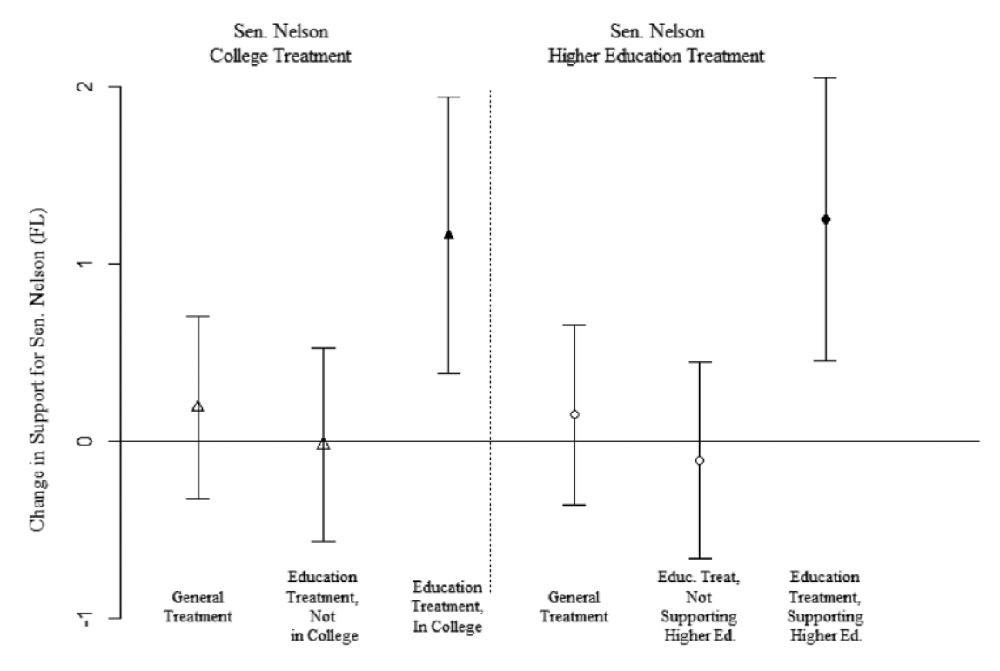 Sen. Nelson
College Treatment
Sen. Nelson
Higher Education Treatment
Change in Support for Sen. Nelson (FL)
2
1
0
-1
General
Treatment
Education
Treatment,
Not
in College
Education
Treatment,
In College
General
Treatment
Educ. Treat,
Not
Supporting
Higher Ed.
Education
Treatment,
Supporting
Higher Ed.